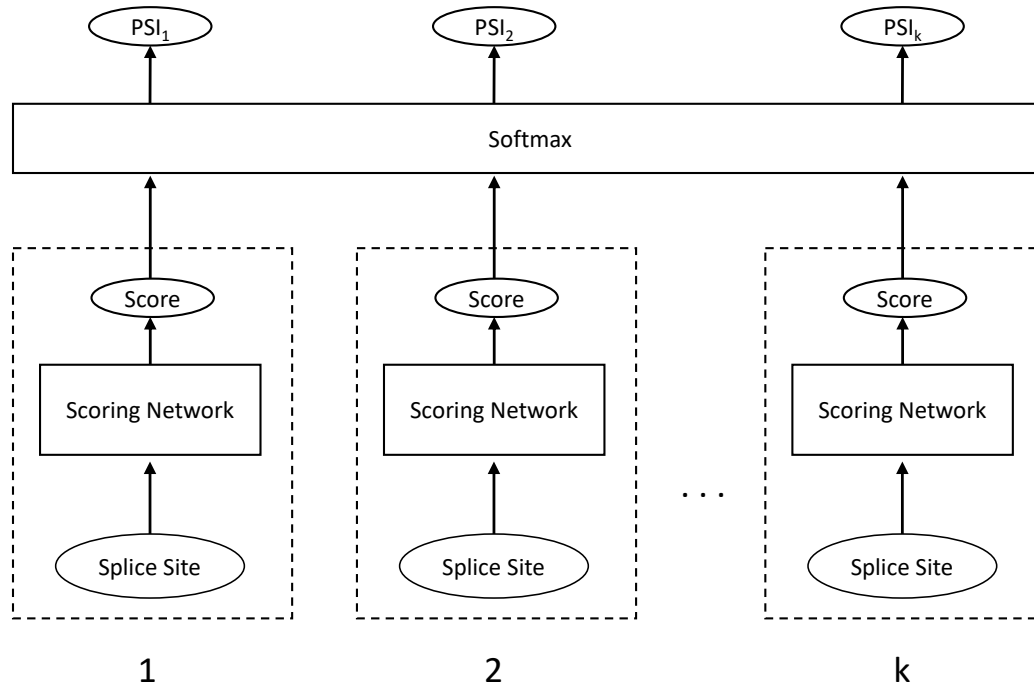 PSI₁ PSI₂ PSIₖ
Softmax
Score Score Score
Scoring Network Scoring Network Scoring Network
. . .
Splice Site Splice Site Splice Site
1 2 k